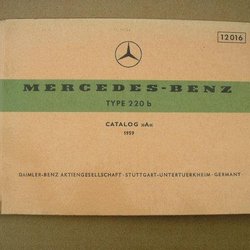 12016
MERCEDES-BENZ
TYPE 220 b
CATALOG »A«
1959
DAIMLER-BENZ AKTIENGESELLSCHAFT · STUTTGART-UNTERTUERKHEIM · GERMANY